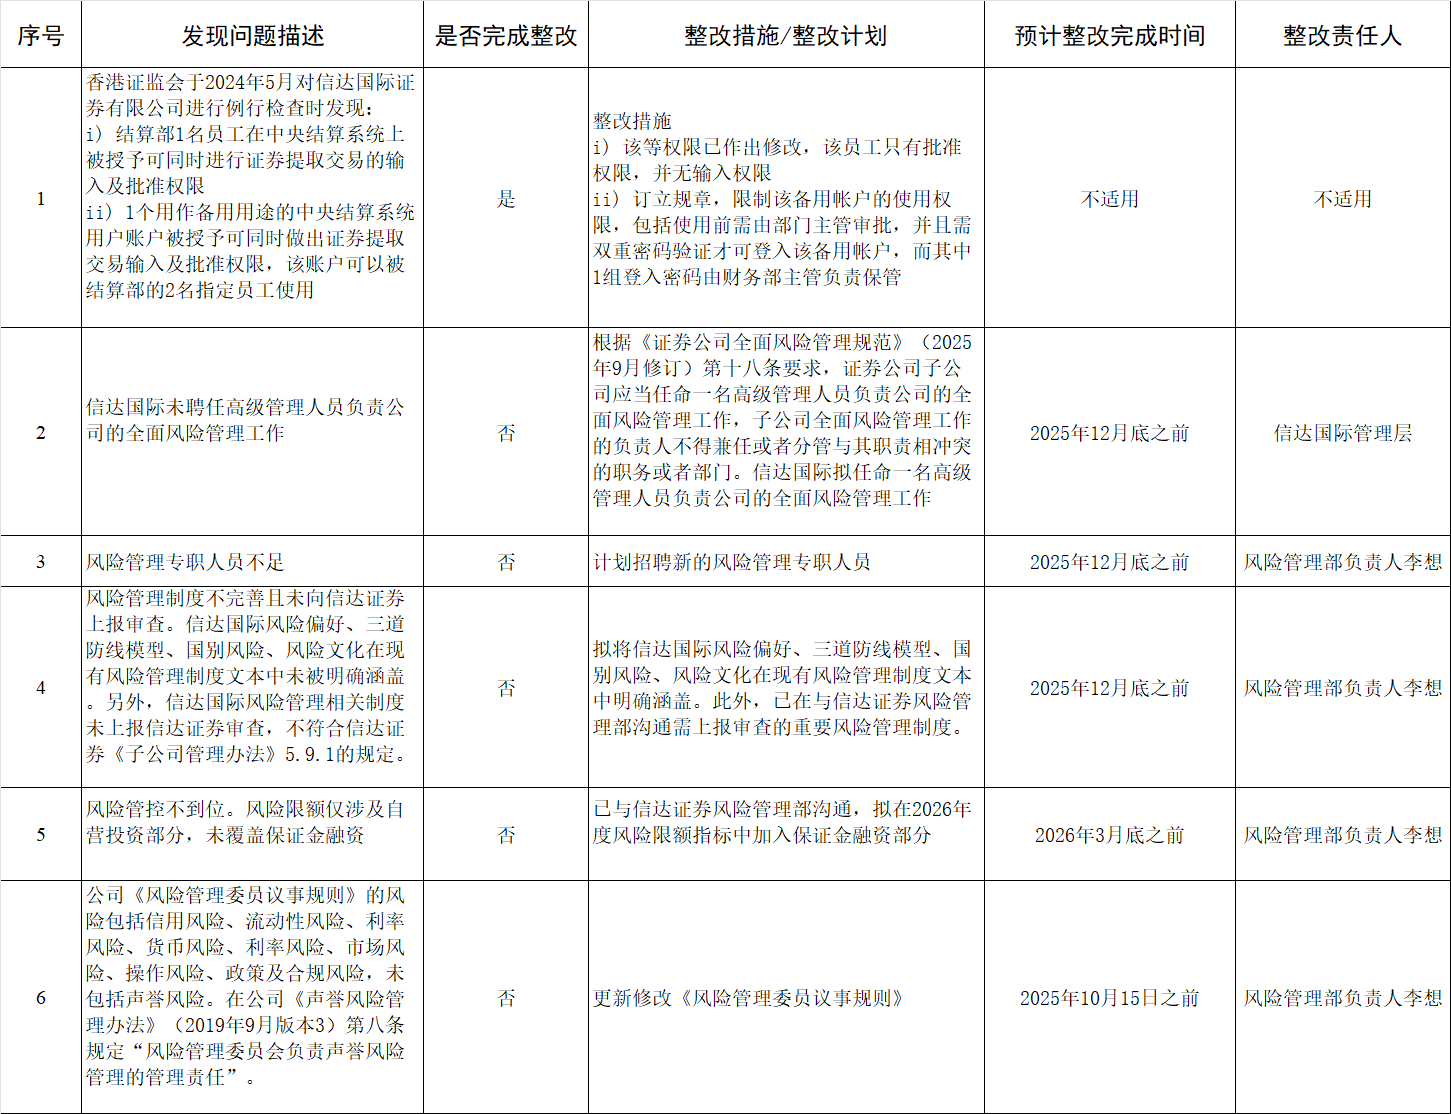 序号 发现问题描述 是否完成整改 整改措施/整改计划 预计整改完成时间 整改责任人
1
香港证监会于2024年5月对信达国际证
券有限公司进行例行检查时发现：
i) 结算部1名员工在中央结算系统上
被授予可同时进行证券提取交易的输
入及批准权限
ii) 1个用作备用用途的中央结算系统
用户账户被授予可同时做出证券提取
交易输入及批准权限，该账户可以被
结算部的2名指定员工使用
是
整改措施
i) 该等权限已作出修改，该员工只有批准
权限，并无输入权限
ii) 订立规章，限制该备用帐户的使用权
限，包括使用前需由部门主管审批，并且需
双重密码验证才可登入该备用帐户，而其中
1组登入密码由财务部主管负责保管
不适用
不适用
2
信达国际未聘任高级管理人员负责公
司的全面风险管理工作
否
根据《证券公司全面风险管理规范》（2025
年9月修订）第十八条要求，证券公司子公
司应当任命一名高级管理人员负责公司的全
面风险管理工作，子公司全面风险管理工作
的负责人不得兼任或者分管与其职责相冲突
的职务或者部门。信达国际拟任命一名高级
管理人员负责公司的全面风险管理工作
2025年12月底之前
信达国际管理层
3
风险管理专职人员不足
否
计划招聘新的风险管理专职人员
2025年12月底之前
风险管理部负责人李想
4
风险管理制度不完善且未向信达证券
上报审查。信达国际风险偏好、三道
防线模型、国别风险、风险文化在现
有风险管理制度文本中未被明确涵盖
。另外，信达国际风险管理相关制度
未上报信达证券审查，不符合信达证
券《子公司管理办法》5.9.1的规定。
否
拟将信达国际风险偏好、三道防线模型、国
别风险、风险文化在现有风险管理制度文本
中明确涵盖。此外，已在与信达证券风险管
理部沟通需上报审查的重要风险管理制度。
2025年12月底之前
风险管理部负责人李想
5
风险管控不到位。风险限额仅涉及自
营投资部分，未覆盖保证金融资
否
已与信达证券风险管理部沟通，拟在2026年
度风险限额指标中加入保证金融资部分
2026年3月底之前
风险管理部负责人李想
6
公司《风险管理委员议事规则》的风
险包括信用风险、流动性风险、利率
风险、货币风险、利率风险、市场风
险、操作风险、政策及合规风险，未
包括声誉风险。在公司《声誉风险管
理办法》（2019年9月版本3）第八条
规定“风险管理委员会负责声誉风险
管理的管理责任”。
否
更新修改《风险管理委员议事规则》
2025年10月15日之前
风险管理部负责人李想